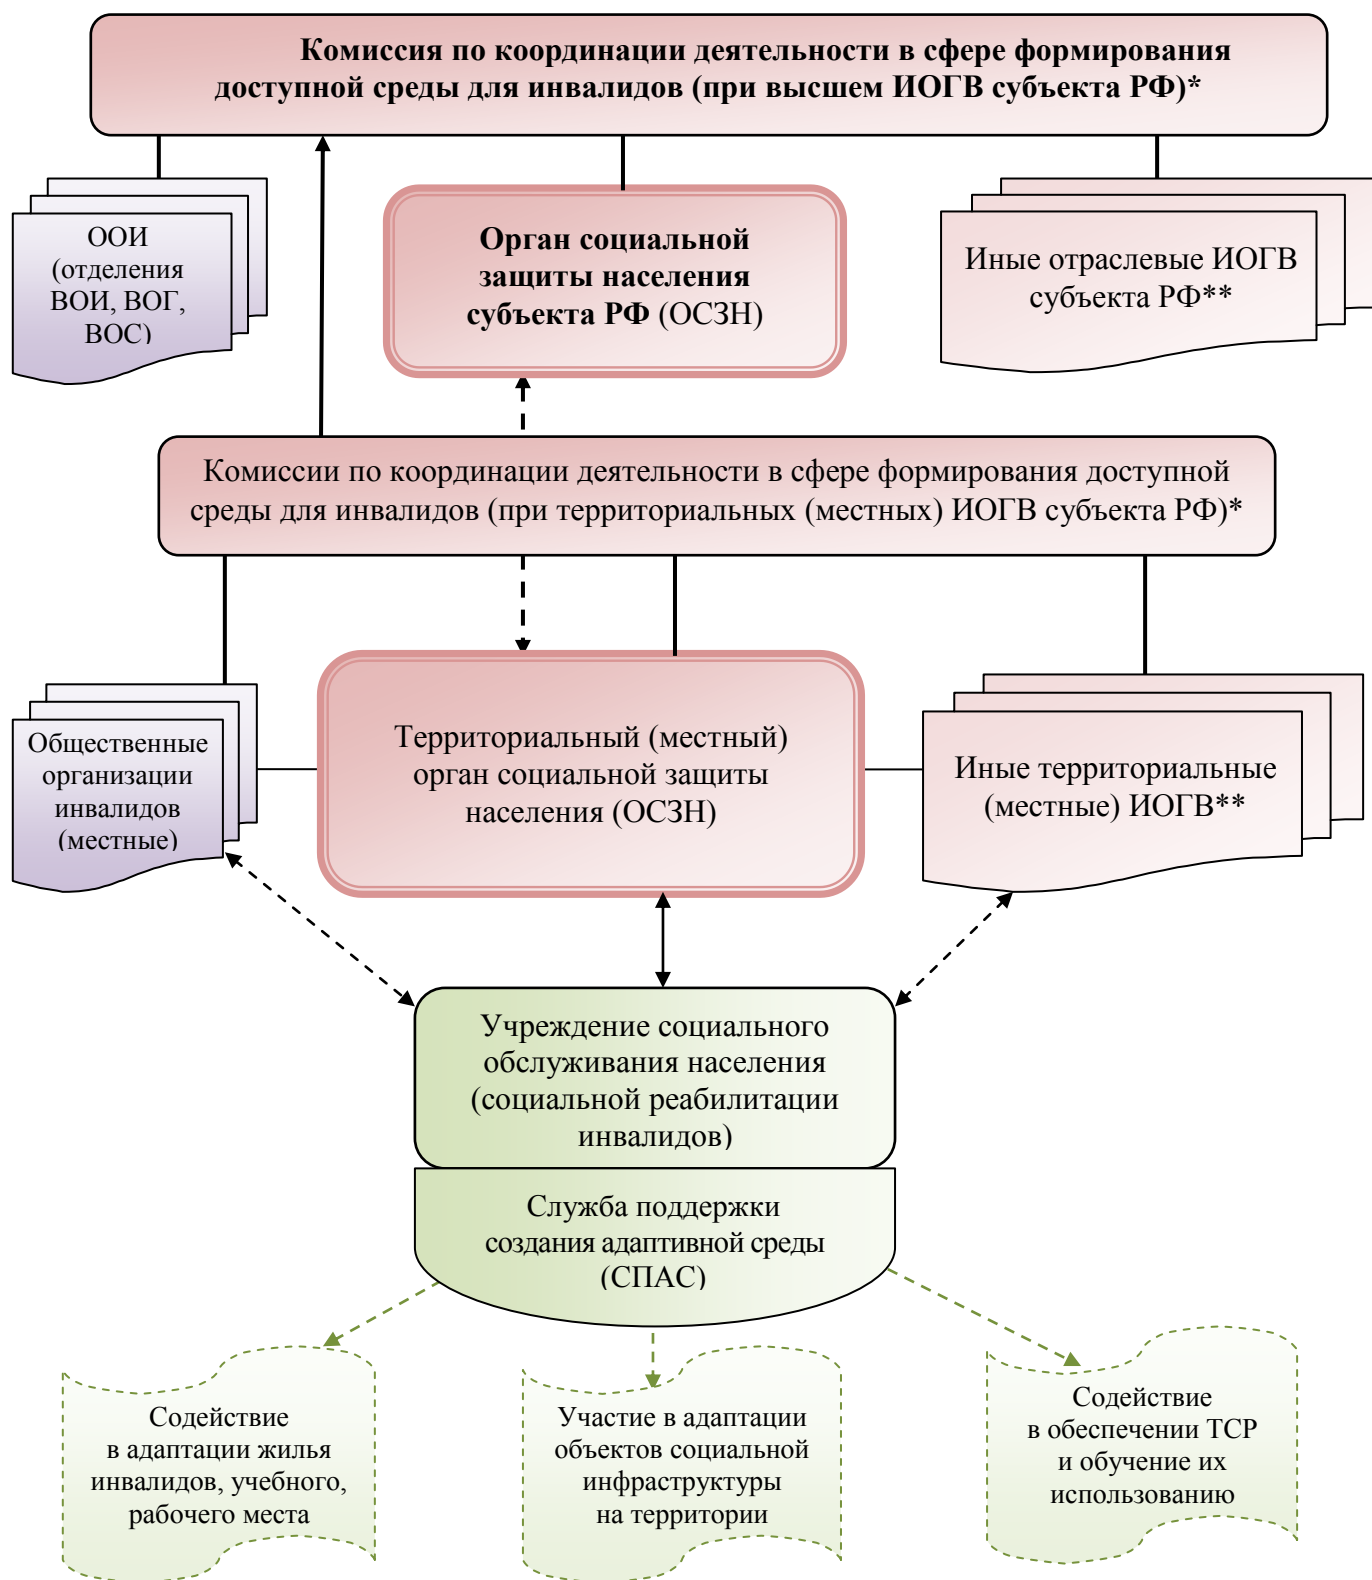 Комиссия по координации деятельности в сфере формирования
доступной среды для инвалидов (при высшем ИОГВ субъекта РФ)*
ООИ
(отделения
ВОИ, ВОГ,
ВОС)
Орган социальной
защиты населения
субъекта РФ (ОСЗН)
Иные отраслевые ИОГВ
субъекта РФ**
Комиссии по координации деятельности в сфере формирования доступной
среды для инвалидов (при территориальных (местных) ИОГВ субъекта РФ)*
Общественные
организации
инвалидов
(местные)
Территориальный (местный)
орган социальной защиты
населения (ОСЗН)
Иные территориальные
(местные) ИОГВ**
Учреждение социального
обслуживания населения
(социальной реабилитации
инвалидов)
Служба поддержки
создания адаптивной среды
(СПАС)
Содействие
в адаптации жилья
инвалидов, учебного,
рабочего места
Участие в адаптации
объектов социальной
инфраструктуры
на территории
Содействие
в обеспечении ТСР
и обучение их
использованию